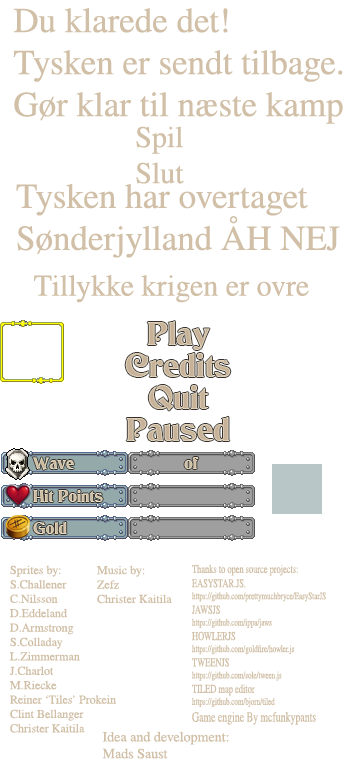 Du klarede det!
Tysken er sendt tilbage.
Gør klar til næste kamp
Spil
Slut
Tysken har overtaget
Sønderjylland ÅH NEJ
Tillykke krigen er ovre
Play
Credits
Quit
Paused
Wave of
Hit Points
Gold
Sprites by:
S.Challener
C.Nilsson
D.Eddeland
D.Armstrong
S.Colladay
L.Zimmerman
J.Charlot
M.Riecke
Reiner ‘Tiles’ Prokein
Clint Bellanger
Christer Kaitila
Music by:
Zefz
Christer Kaitila
Thanks to open source projects:
EASYSTARJS.
https://github.com/prettymuchbryce/EasyStarJS
JAWSJS
https://github.com/ippa/jaws
HOWLERJS
https://github.com/goldfire/howler.js
TWEENJS
https://github.com/sole/tween.js
TILED map editor
https://github.com/bjorn/tiled
Game engine By mcfunkypants
Idea and development:
Mads Saust